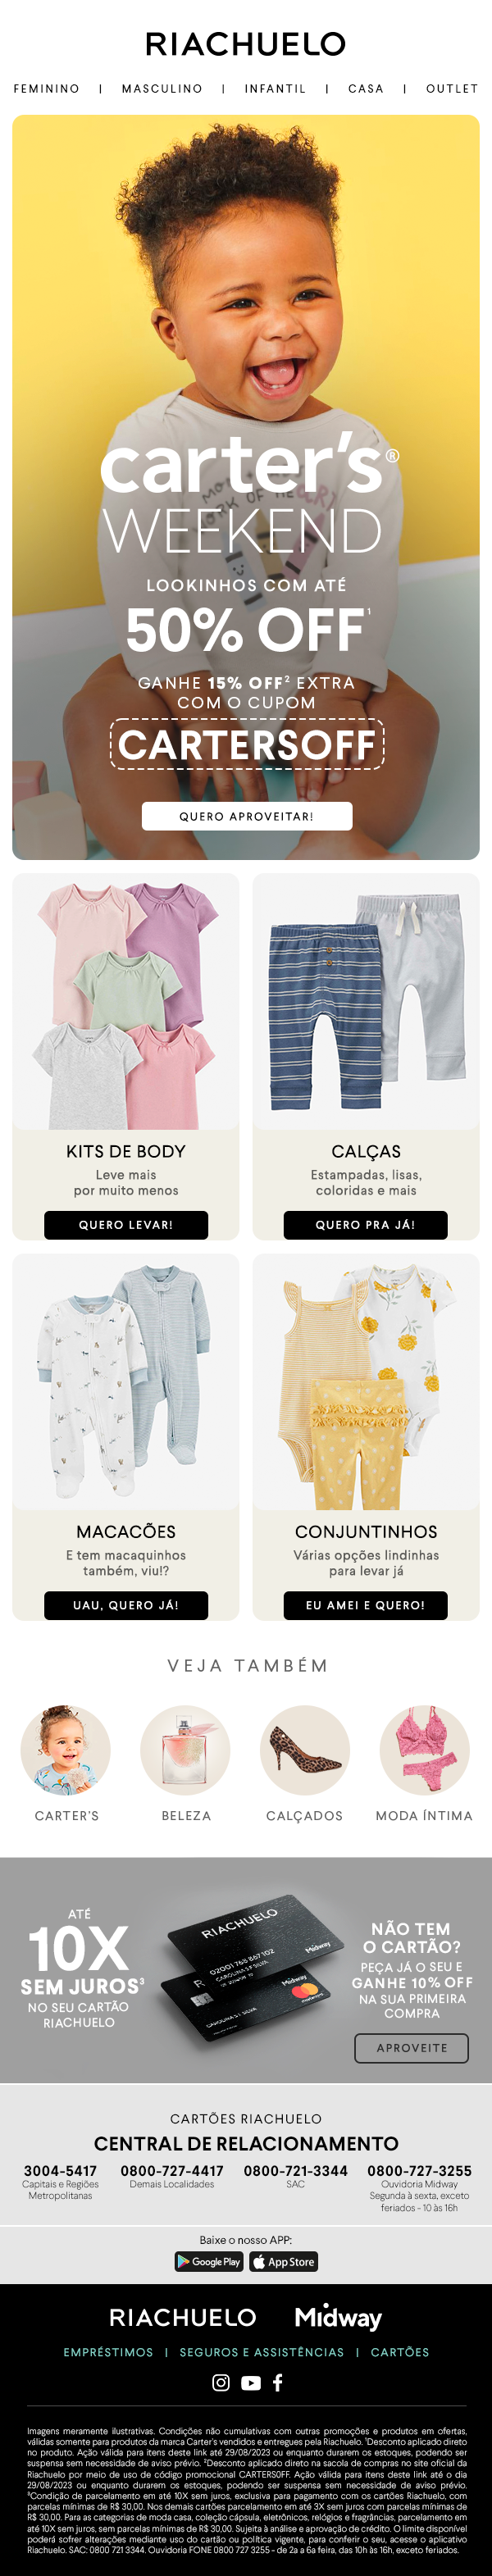 RIACHUELO
FEMININO | MASCULINO | INFANTIL | CASA | OUTLET
carter's®
WEEKEND
LOOKINHOS COM ATÉ
50% OFF¹
GANHE 15% OFF² EXTRA
COM O CUPOM
CARTERSOFF
QUERO APROVEITAR!
KITS DE BODY
Leve mais
por muito menos
QUERO LEVAR!
CALÇAS
Estampadas, lisas,
coloridas e mais
QUERO PRA JÁ!
MACACÕES
E tem macaquinhos
também, viu!?
UAU, QUERO JÁ!
CONJUNTINHOS
Várias opções lindinhas
para levar já
EU AMEI E QUERO!
VEJA TAMBÉM
CARTER'S
BELEZA
CALÇADOS
MODA ÍNTIMA
ATÉ
10X
SEM JUROS³
NO SEU CARTÃO
RIACHUELO
RIACHUELO
Midway
mastercard
NÃO TEM
O CARTÃO?
PEÇA JÁ O SEU E
GANHE 10% OFF
NA SUA PRIMEIRA
COMPRA
APROVEITE
CARTÕES RIACHUELO
CENTRAL DE RELACIONAMENTO
3004-5417
Capitais e Regiões
Metropolitanas
0800-727-4417
Demais Localidades
0800-721-3344
SAC
0800-727-3255
Ouvidoria Midway
Segunda à sexta, exceto
feriados - 10 às 16h
Baixe o nosso APP:
Google Play
App Store
RIACHUELO
Midway
EMPRÉSTIMOS | SEGUROS E ASSISTÊNCIAS | CARTÕES
Imagens meramente ilustrativas. Condições não cumulativas com outras promoções e produtos em ofertas,
válidas somente para produtos da marca Carter's vendidos e entregues pela Riachuelo. ¹Desconto aplicado direto
no produto. Ação válida para itens deste link até 29/08/2023 ou enquanto durarem os estoques, podendo ser
suspensa sem necessidade de aviso prévio. ²Desconto aplicado direto na sacola de compras no site oficial da
Riachuelo por meio de uso de código promocional CARTERSOFF. Ação válida para itens deste link até o dia
29/08/2023 ou enquanto durarem os estoques, podendo ser suspensa sem necessidade de aviso prévio.
³Condição de parcelamento em até 10X sem juros, exclusiva para pagamento com os cartões Riachuelo, com
parcelas mínimas de R$ 30,00. Nos demais cartões parcelamento em até 3X sem juros com parcelas mínimas de
R$ 30,00. Para as categorias de moda casa, coleção cápsula, eletrônicos, relógios e fragrâncias, parcelamento em
até 10X sem juros, sem parcelas mínimas de R$ 30,00. Sujeita à análise e aprovação de crédito. O limite disponível
poderá sofrer alterações mediante uso do cartão ou política vigente, para conferir o seu, acesse o aplicativo
Riachuelo. SAC: 0800 721 3344. Ouvidoria FONE 0800 727 3255 - de 2a a 6a feira, das 10h às 16h, exceto feriados.